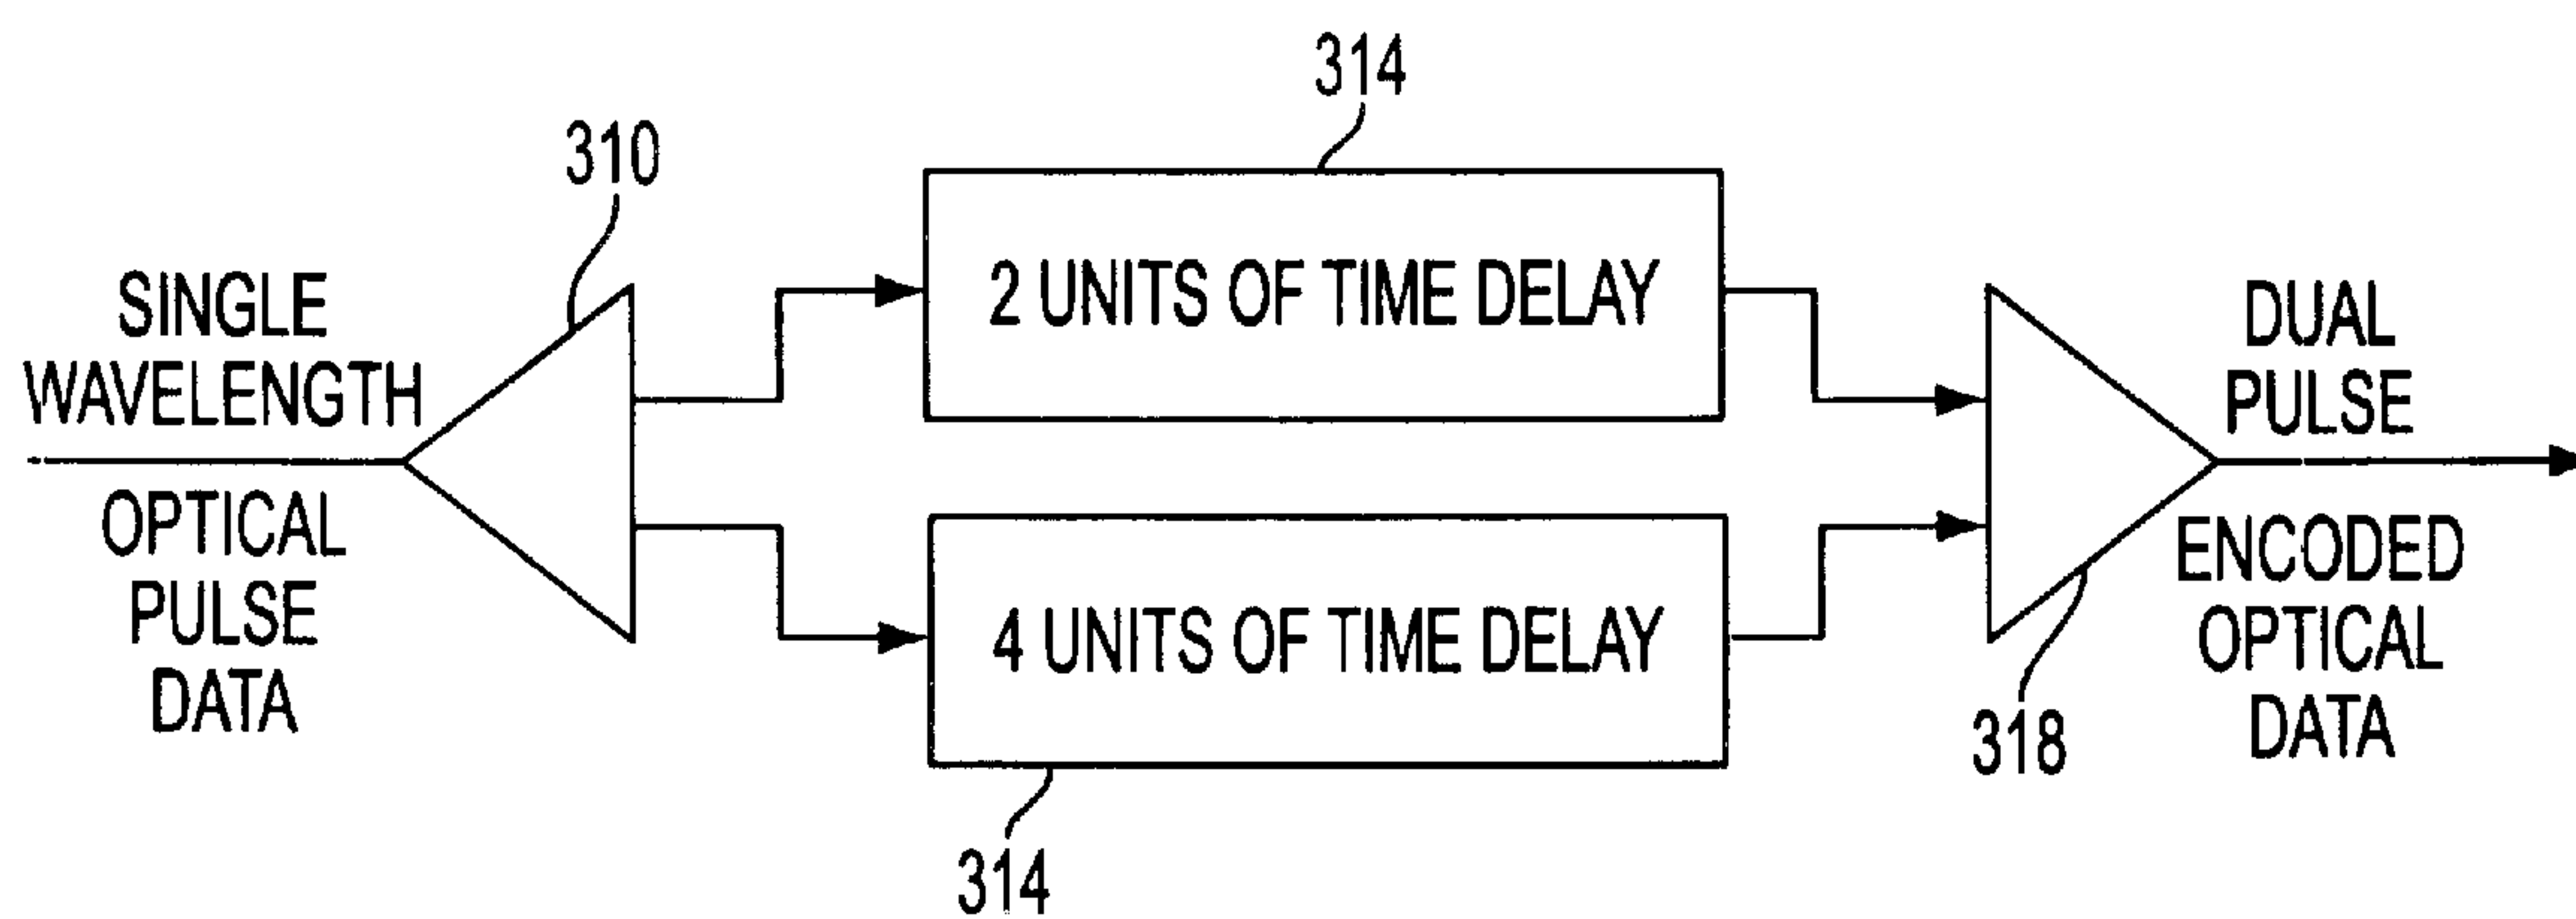 314
310
SINGLE
WAVELENGTH
OPTICAL
PULSE
DATA
2 UNITS OF TIME DELAY
4 UNITS OF TIME DELAY
314
DUAL
PULSE
ENCODED
OPTICAL
DATA
318